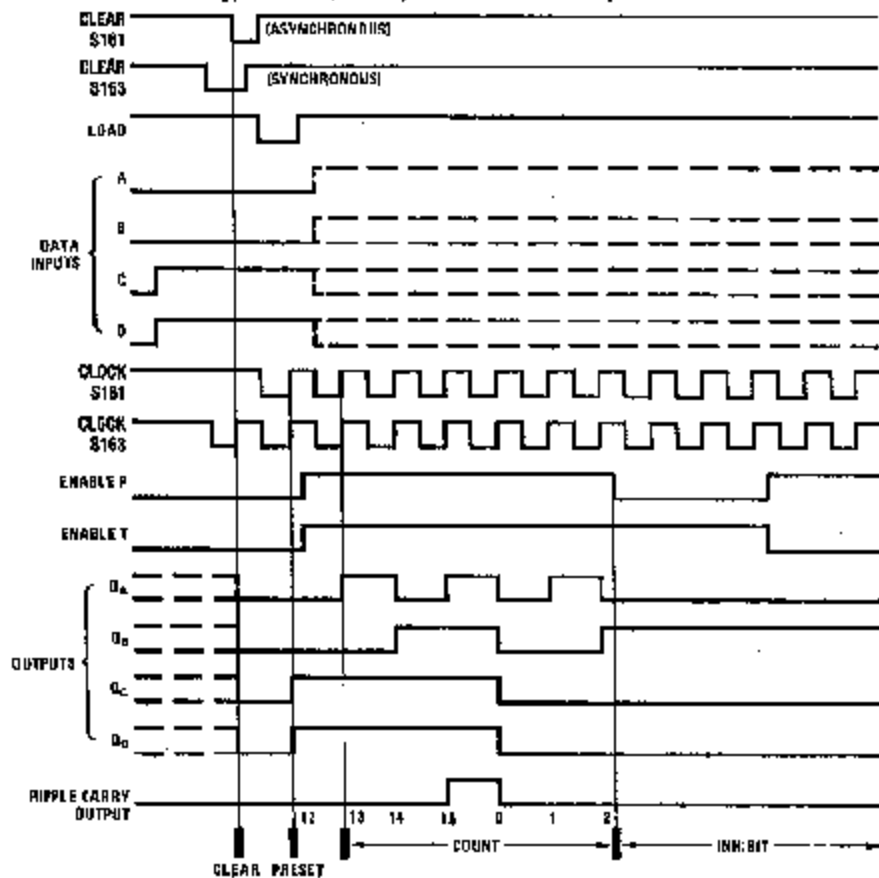 CLEAR
S161
(ASYNCHRONOUS)
CLEAR
S163
(SYNCHRONOUS)
LOAD
DATA
INPUTS
A
B
C
D
CLOCK
S161
CLOCK
S163
ENABLE P
ENABLE T
OUTPUTS
QA
QB
QC
QD
RIPPLE CARRY
OUTPUT
12 13 14 15 0 1 2
COUNT
INHIBIT
CLEAR PRESET